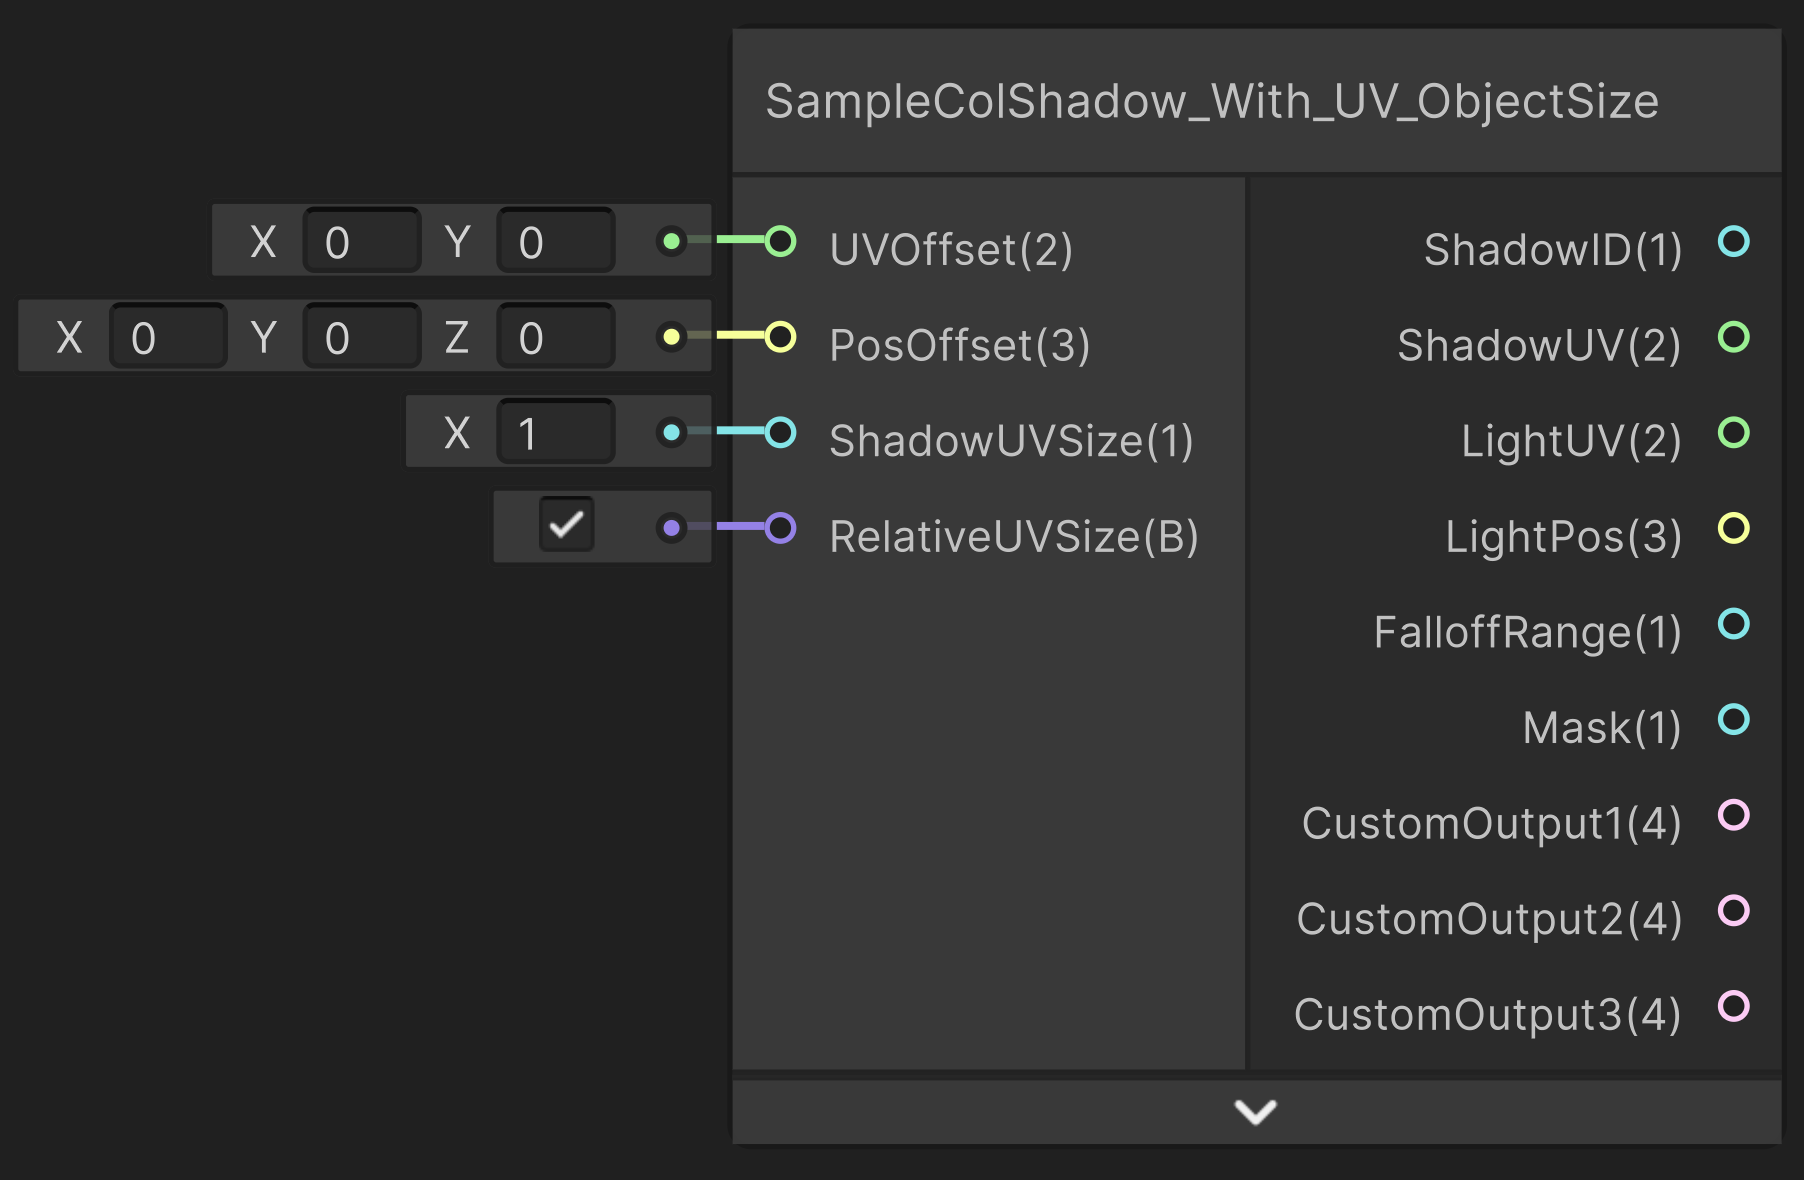 SampleColShadow_With_UV_ObjectSize
X 0 Y 0 UVOffset(2) ShadowID(1)
X 0 Y 0 Z 0 PosOffset(3) ShadowUV(2)
X 1 ShadowUVSize(1) LightUV(2)
RelativeUVSize(B) LightPos(3)
FalloffRange(1)
Mask(1)
CustomOutput1(4)
CustomOutput2(4)
CustomOutput3(4)